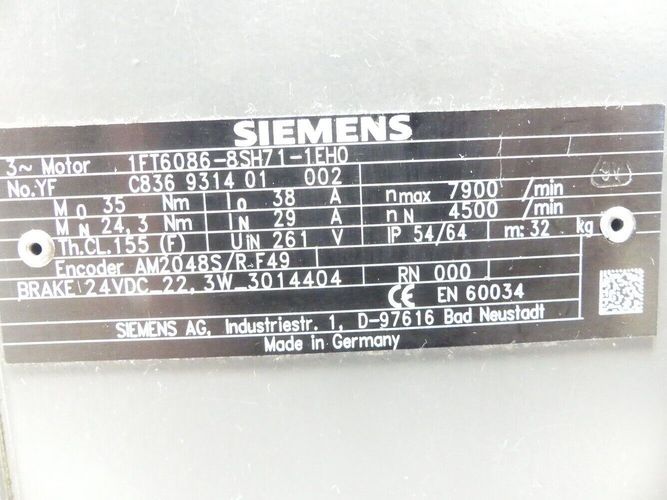 SIEMENS
3~ Motor 1FT6086-8SH71-1EH0
No.YF C836 9314 01 002
M0 35 Nm I0 38 A nmax 7900 /min
MN 24,3 Nm IN 29 A nN 4500 /min
Th.CL.155 (F) UiN 261 V IP 54/64 m: 32 kg
Encoder AM2048S/R F49 RN 000
BRAKE 24VDC 22,3W 3014404 CE EN 60034
SIEMENS AG, Industriestr. 1, D-97616 Bad Neustadt
Made in Germany